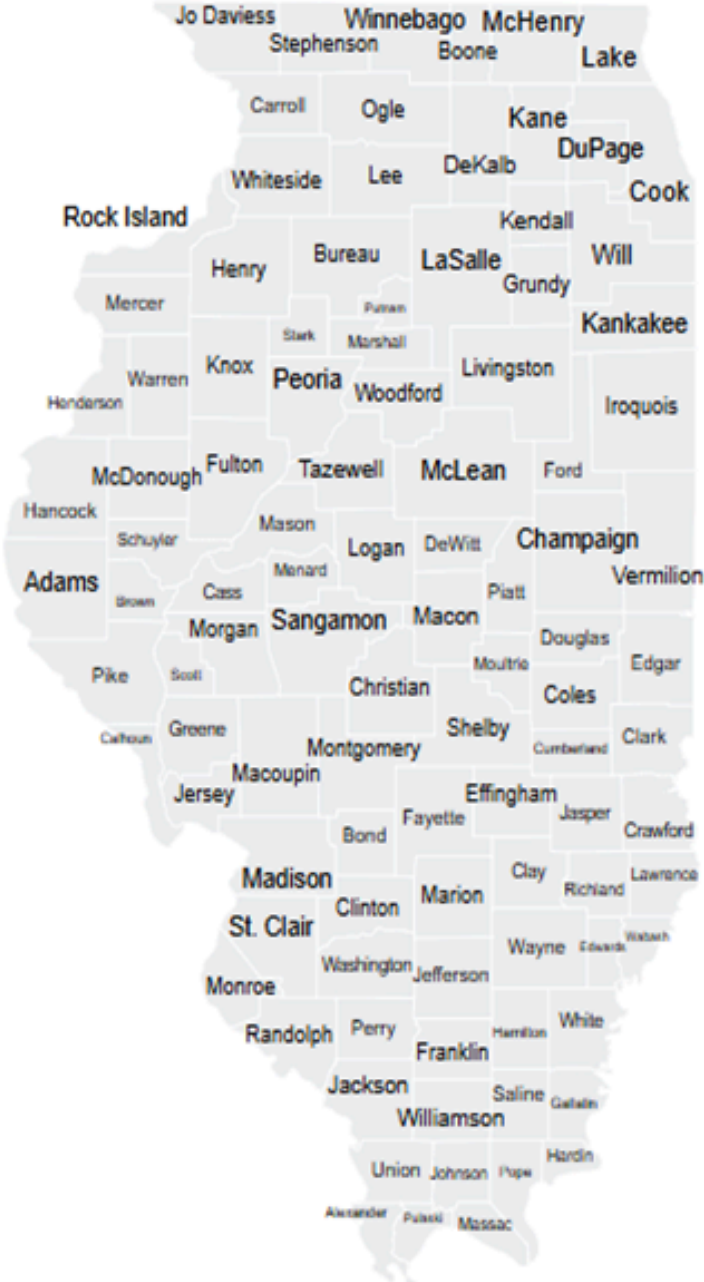 Jo Daviess
Winnebago
McHenry
Stephenson
Boone
Lake
Carroll
Ogle
Kane
DuPage
DeKalb
Lee
Whiteside
Cook
Rock Island
Kendall
Bureau
Will
LaSalle
Henry
Grundy
Mercer
Putnam
Kankakee
Stark
Marshall
Knox
Livingston
Warren
Peoria
Woodford
Henderson
Iroquois
Fulton
Tazewell
McLean
Ford
McDonough
Hancock
Mason
Schuyler
Logan
DeWitt
Champaign
Menard
Vermilion
Adams
Cass
Piatt
Brown
Macon
Sangamon
Morgan
Douglas
Moultrie
Edgar
Pike
Scott
Christian
Coles
Shelby
Greene
Calhoun
Clark
Montgomery
Cumberland
Macoupin
Jersey
Effingham
Jasper
Fayette
Crawford
Bond
Clay
Lawrence
Madison
Richland
Marion
Clinton
St. Clair
Wabash
Wayne
Edwards
Washington
Jefferson
Monroe
White
Randolph
Perry
Hamilton
Franklin
Jackson
Saline
Gallatin
Williamson
Hardin
Union
Johnson
Pope
Alexander
Pulaski
Massac